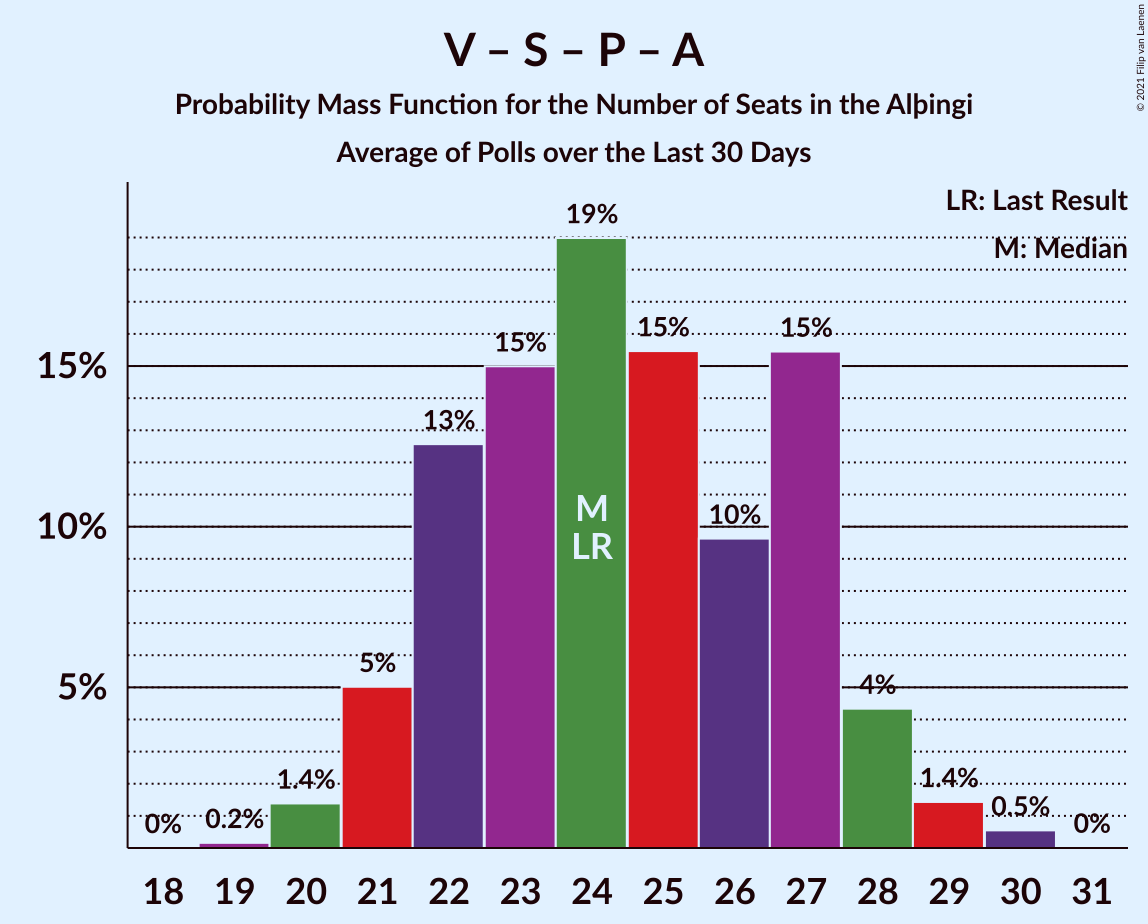 V – S – P – A
Probability Mass Function for the Number of Seats in the Alþingi
Average of Polls over the Last 30 Days
© 2021 Filip van Laenen
LR: Last Result
M: Median
19%
15%
15%
15%
15%
13%
M
LR
10%
10%
5%
5%
4%
1.4%
1.4%
0.5%
0.2%
0%
0%
18 19 20 21 22 23 24 25 26 27 28 29 30 31